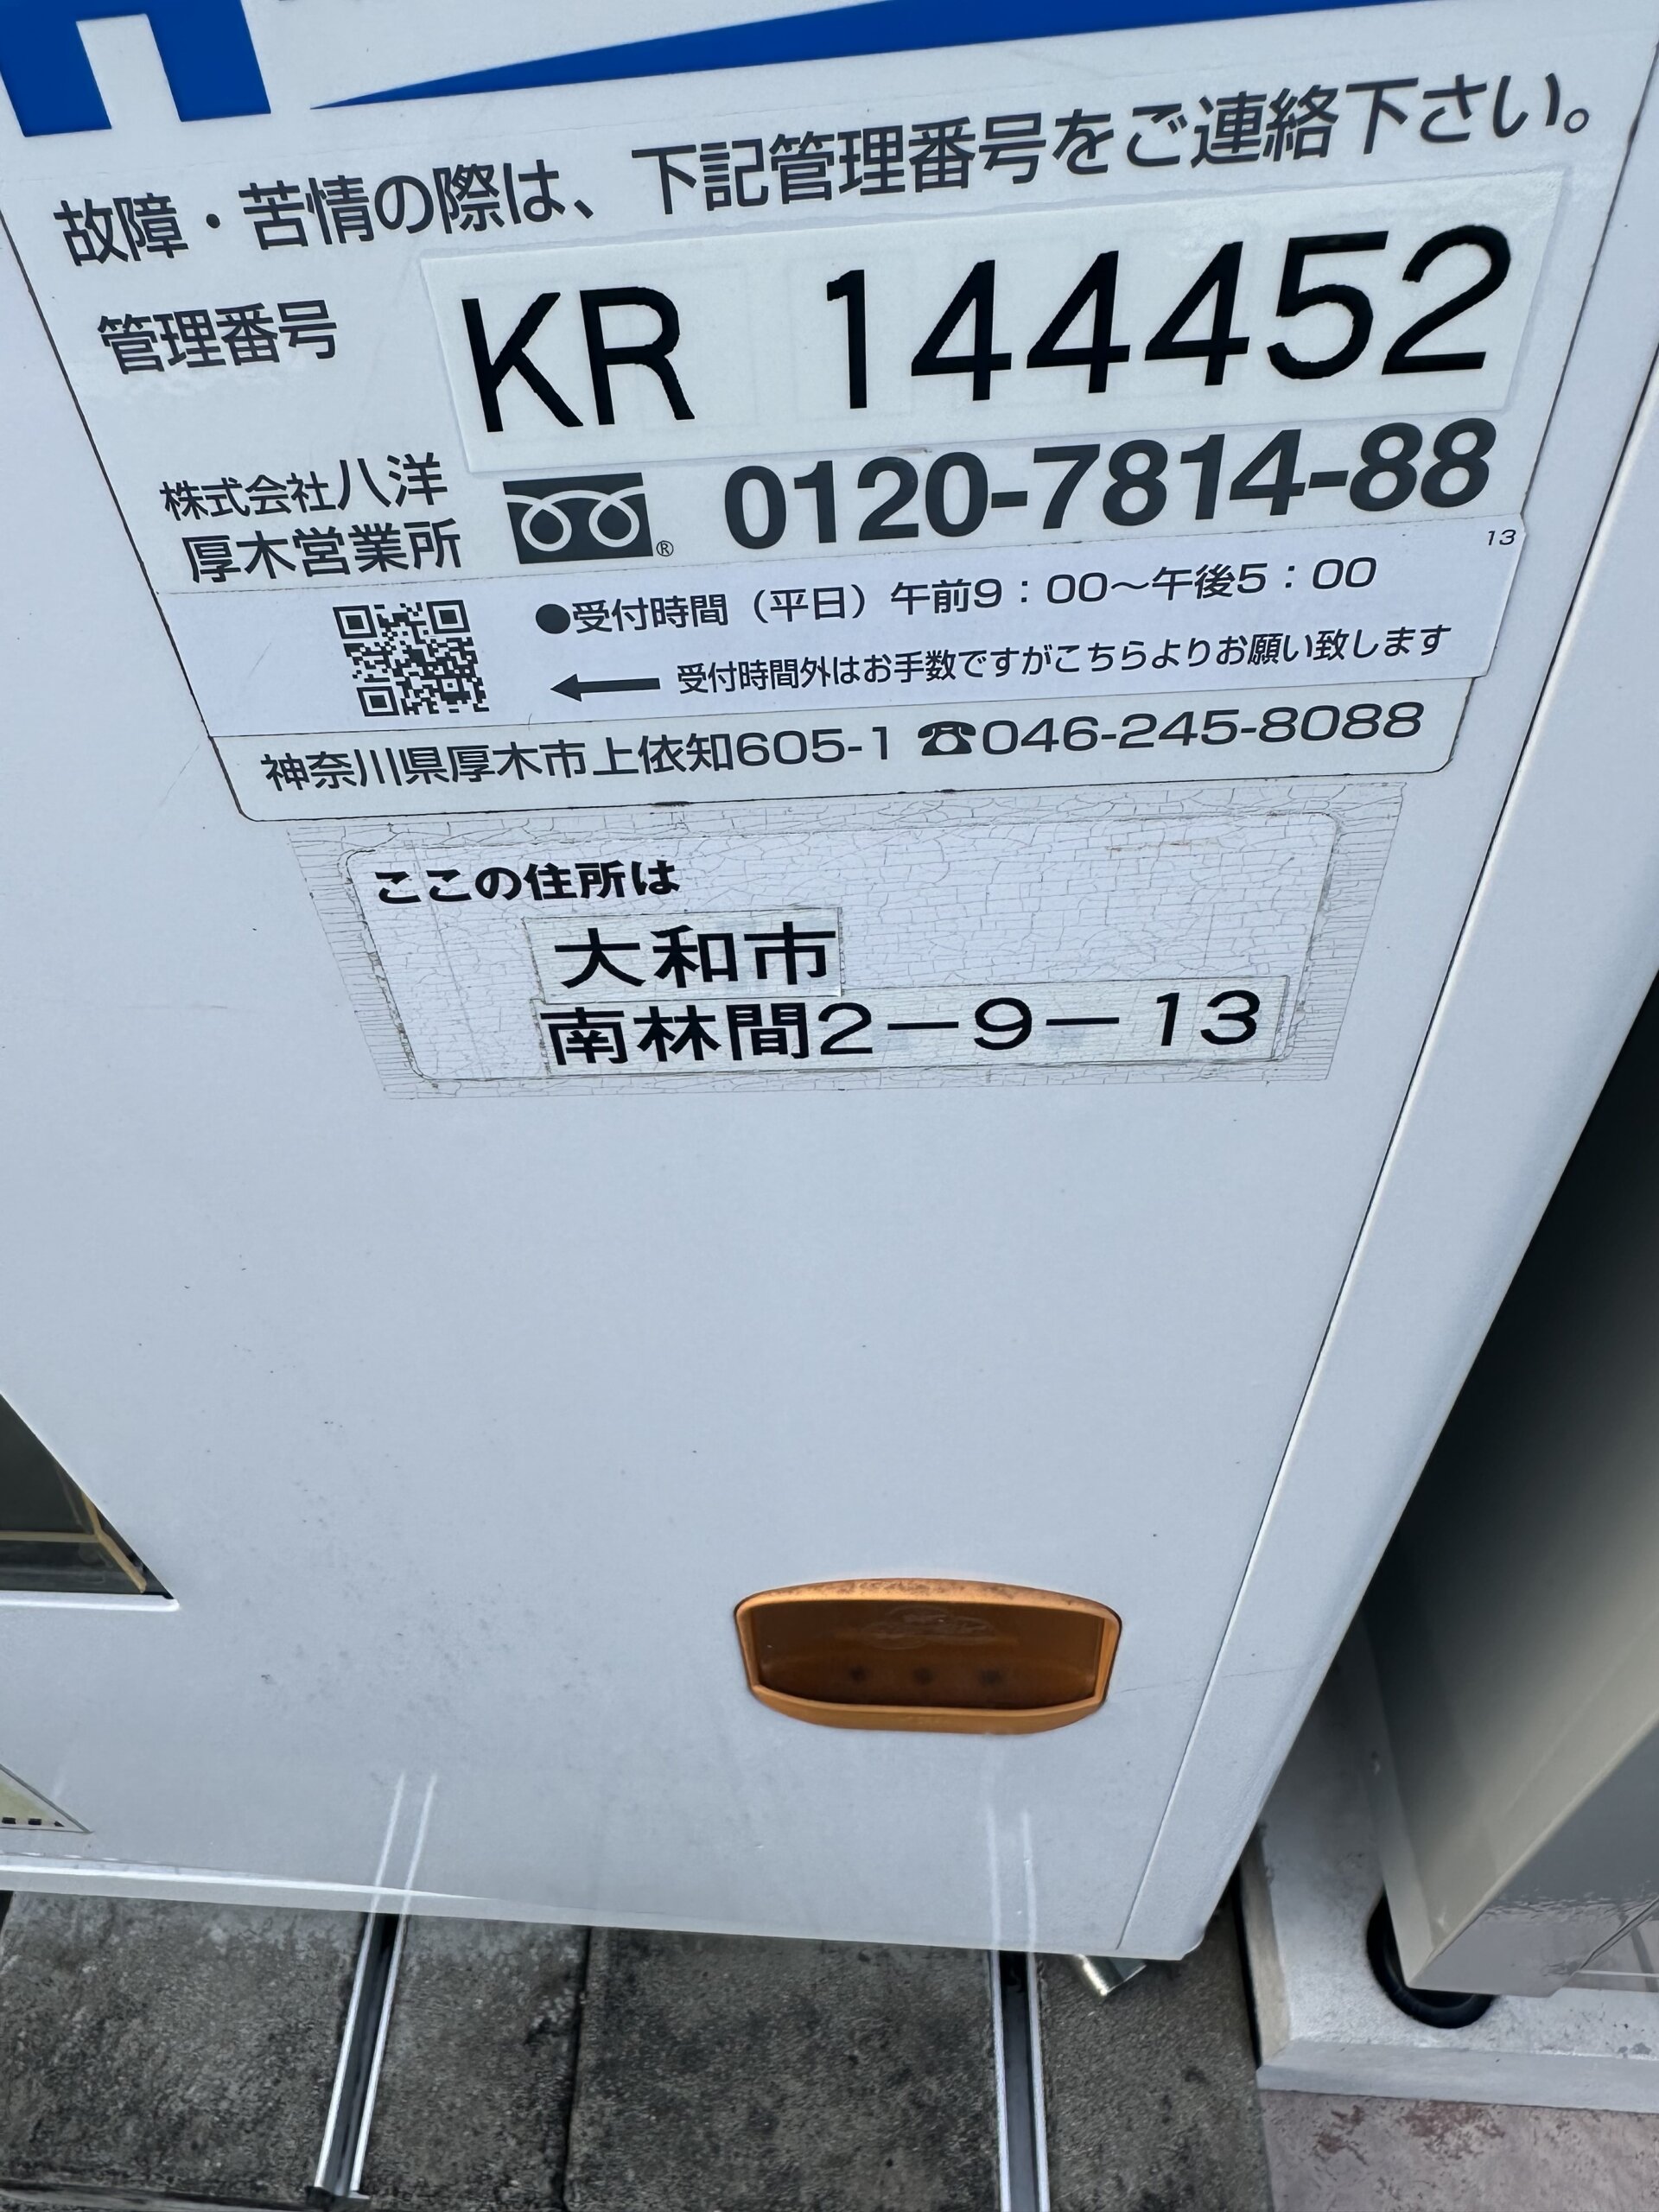 故障・苦情の際は、下記管理番号をご連絡下さい。
管理番号 KR 144452
株式会社八洋
厚木営業所 ® 0120-7814-88
13
●受付時間（平日）午前9：00～午後5：00
← 受付時間外はお手数ですがこちらよりお願い致します
神奈川県厚木市上依知605-1 ☎046-245-8088
ここの住所は
大和市
南林間2－9－13